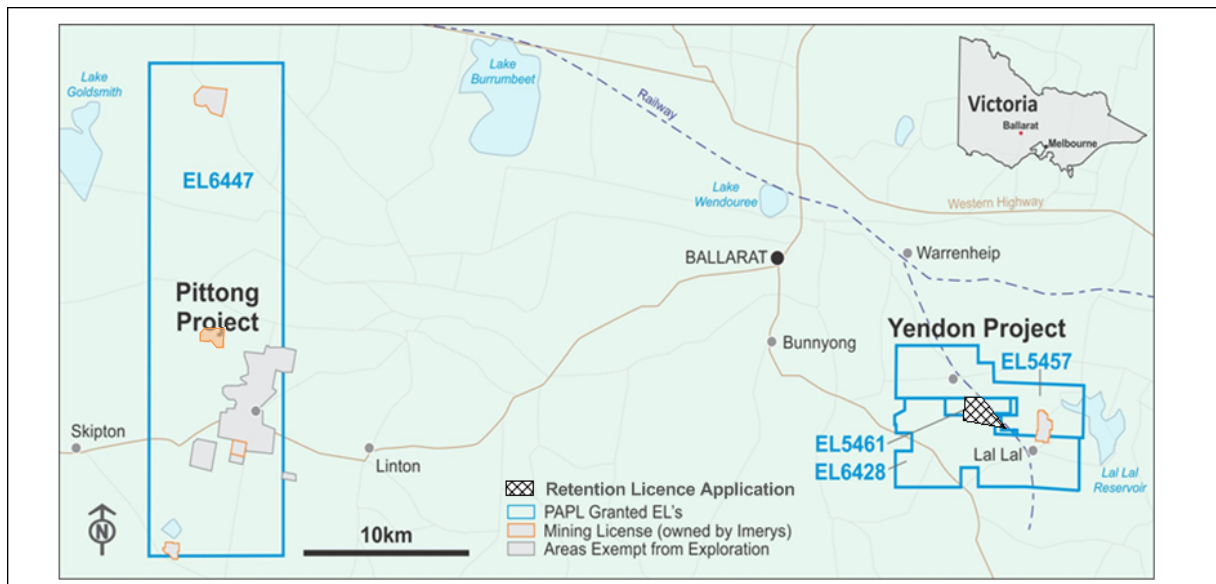 Lake
Goldsmith
Lake
Burrumbeet
Railway
Victoria
Ballarat
Melbourne
EL6447
Lake
Wendouree
Western Highway
BALLARAT
Warrenheip
Pittong
Project
Yendon Project
Bunnyong
EL5457
Skipton
Linton
EL5461
EL6428
Lal Lal
Lal Lal
Reservoir
Retention Licence Application
PAPL Granted EL's
Mining License (owned by Imerys)
Areas Exempt from Exploration
N
10km